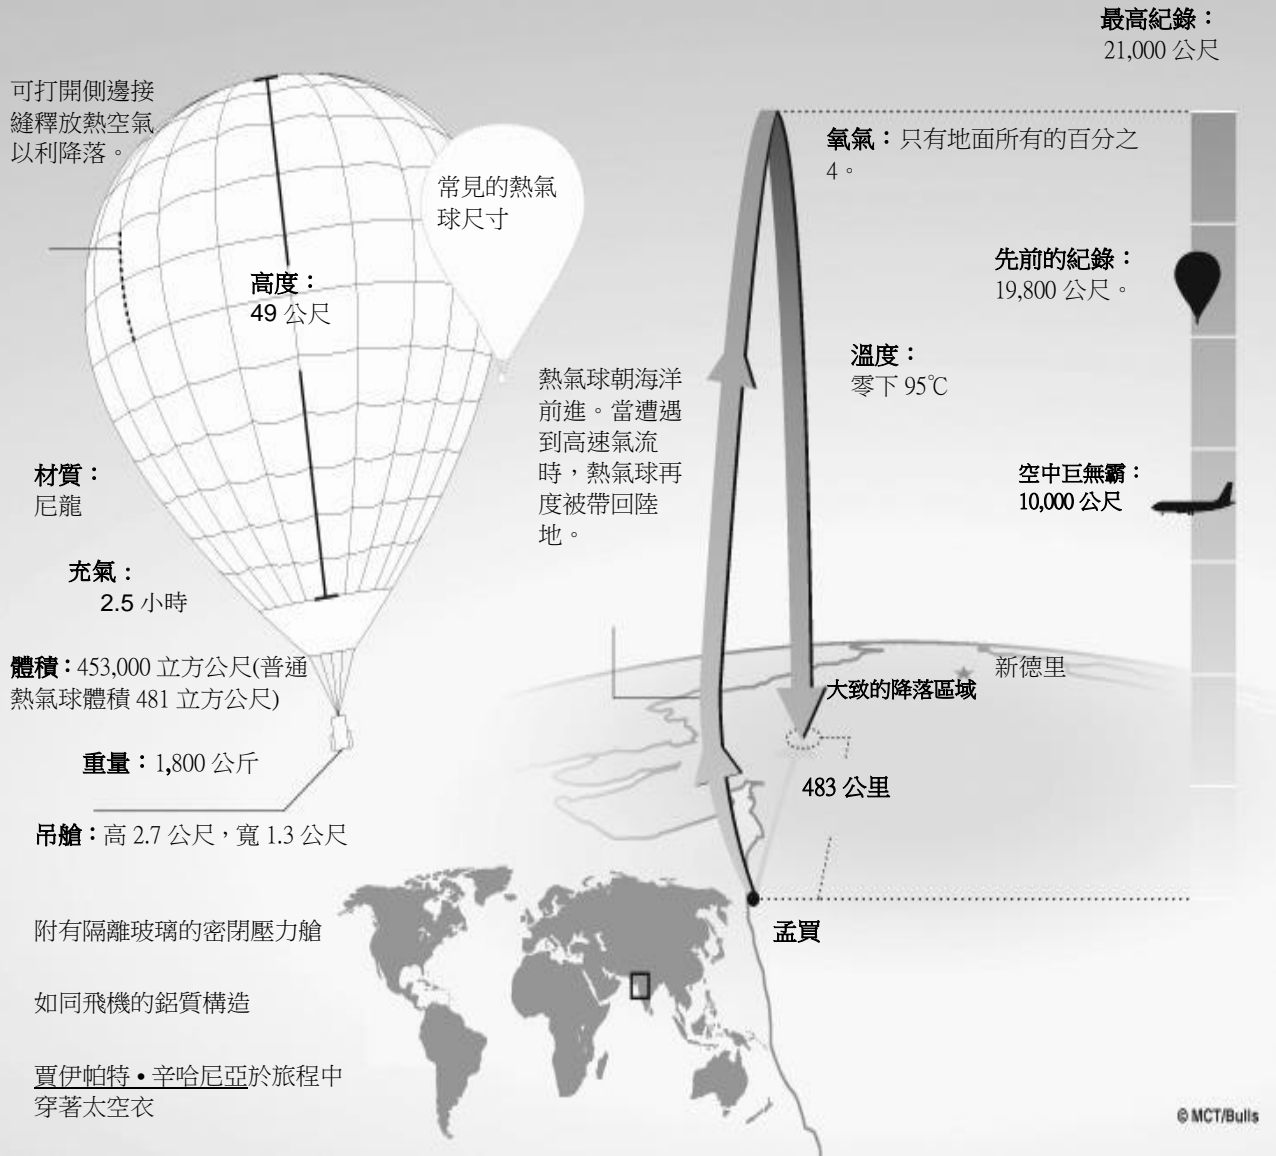 最高紀錄：
21,000 公尺
可打開側邊接
縫釋放熱空氣
以利降落。
常見的熱氣
球尺寸
高度：
49 公尺
材質：
尼龍
充氣：
2.5 小時
體積：453,000 立方公尺(普通
熱氣球體積 481 立方公尺)
重量：1,800 公斤
吊艙：高 2.7 公尺，寬 1.3 公尺
附有隔離玻璃的密閉壓力艙
如同飛機的鋁質構造
賈伊帕特•辛哈尼亞於旅程中
穿著太空衣
氧氣：只有地面所有的百分之
4。
先前的紀錄：
19,800 公尺。
溫度：
零下 95℃
熱氣球朝海洋
前進。當遭遇
到高速氣流
時，熱氣球再
度被帶回陸
地。
空中巨無霸：
10,000 公尺
新德里
大致的降落區域
483 公里
孟買
© MCT/Bulls